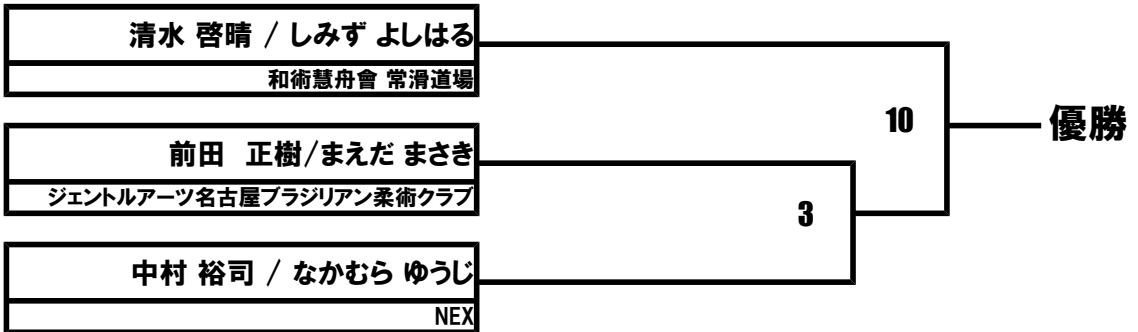 清水 啓晴 / しみず よしはる
和術慧舟會 常滑道場
10
優勝
前田　正樹/まえだ まさき
ジェントルアーツ名古屋ブラジリアン柔術クラブ
3
中村 裕司 / なかむら ゆうじ
NEX